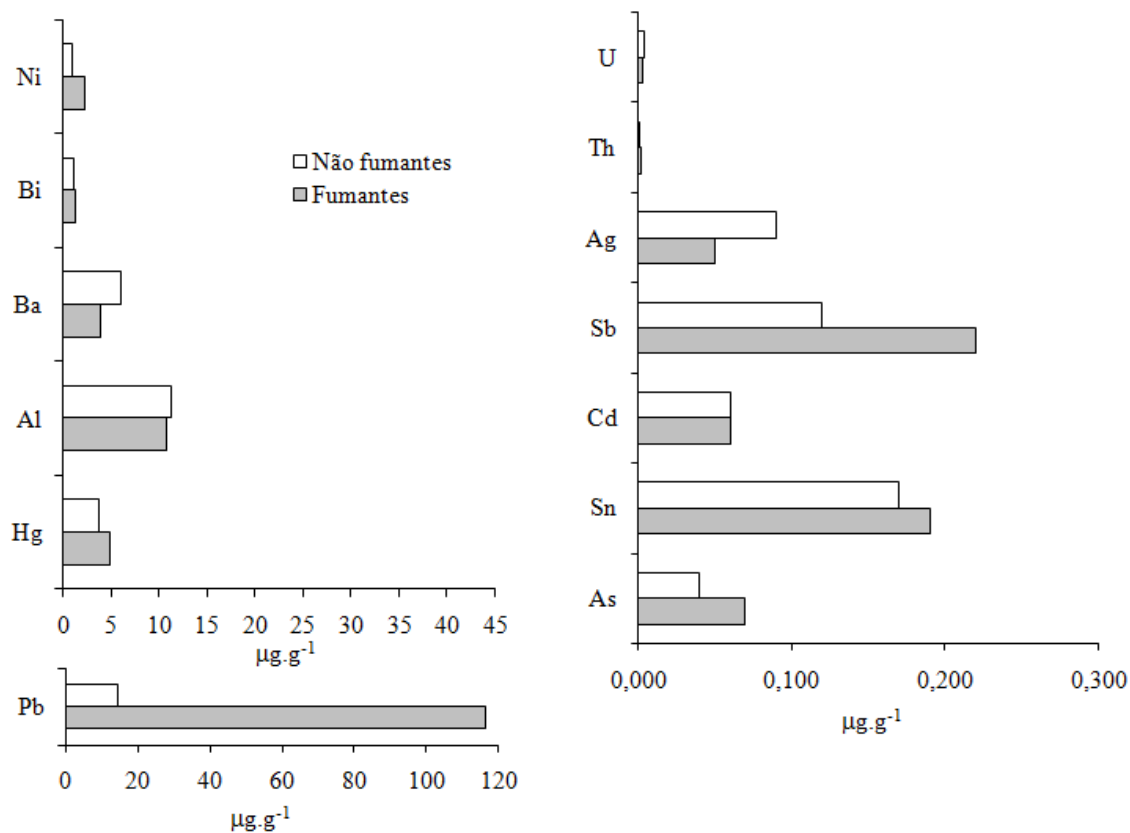 Ni
Bi
Ba
Al
Hg
Não fumantes
Fumantes
0 5 10 15 20 25 30 35 40 45
µg.g⁻¹
Pb
0 20 40 60 80 100 120
µg.g⁻¹
U
Th
Ag
Sb
Cd
Sn
As
0,000 0,100 0,200 0,300
µg.g⁻¹